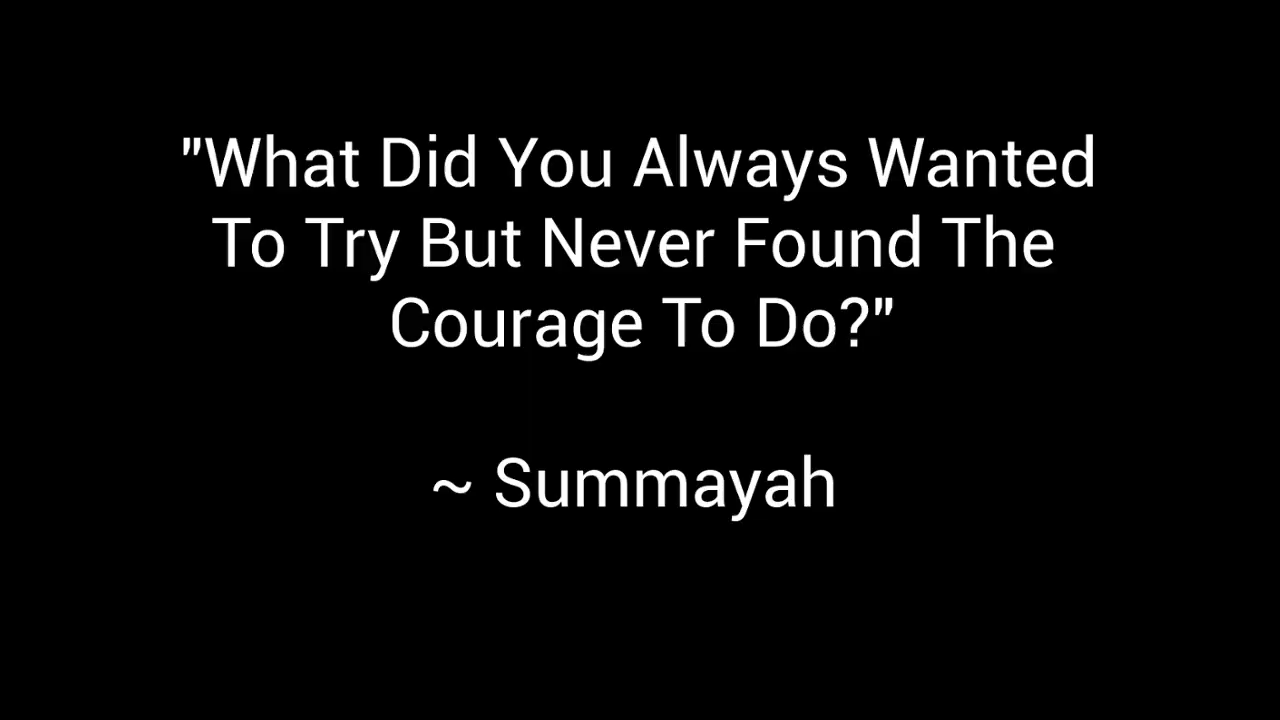 "What Did You Always Wanted
To Try But Never Found The
Courage To Do?"
~ Summayah